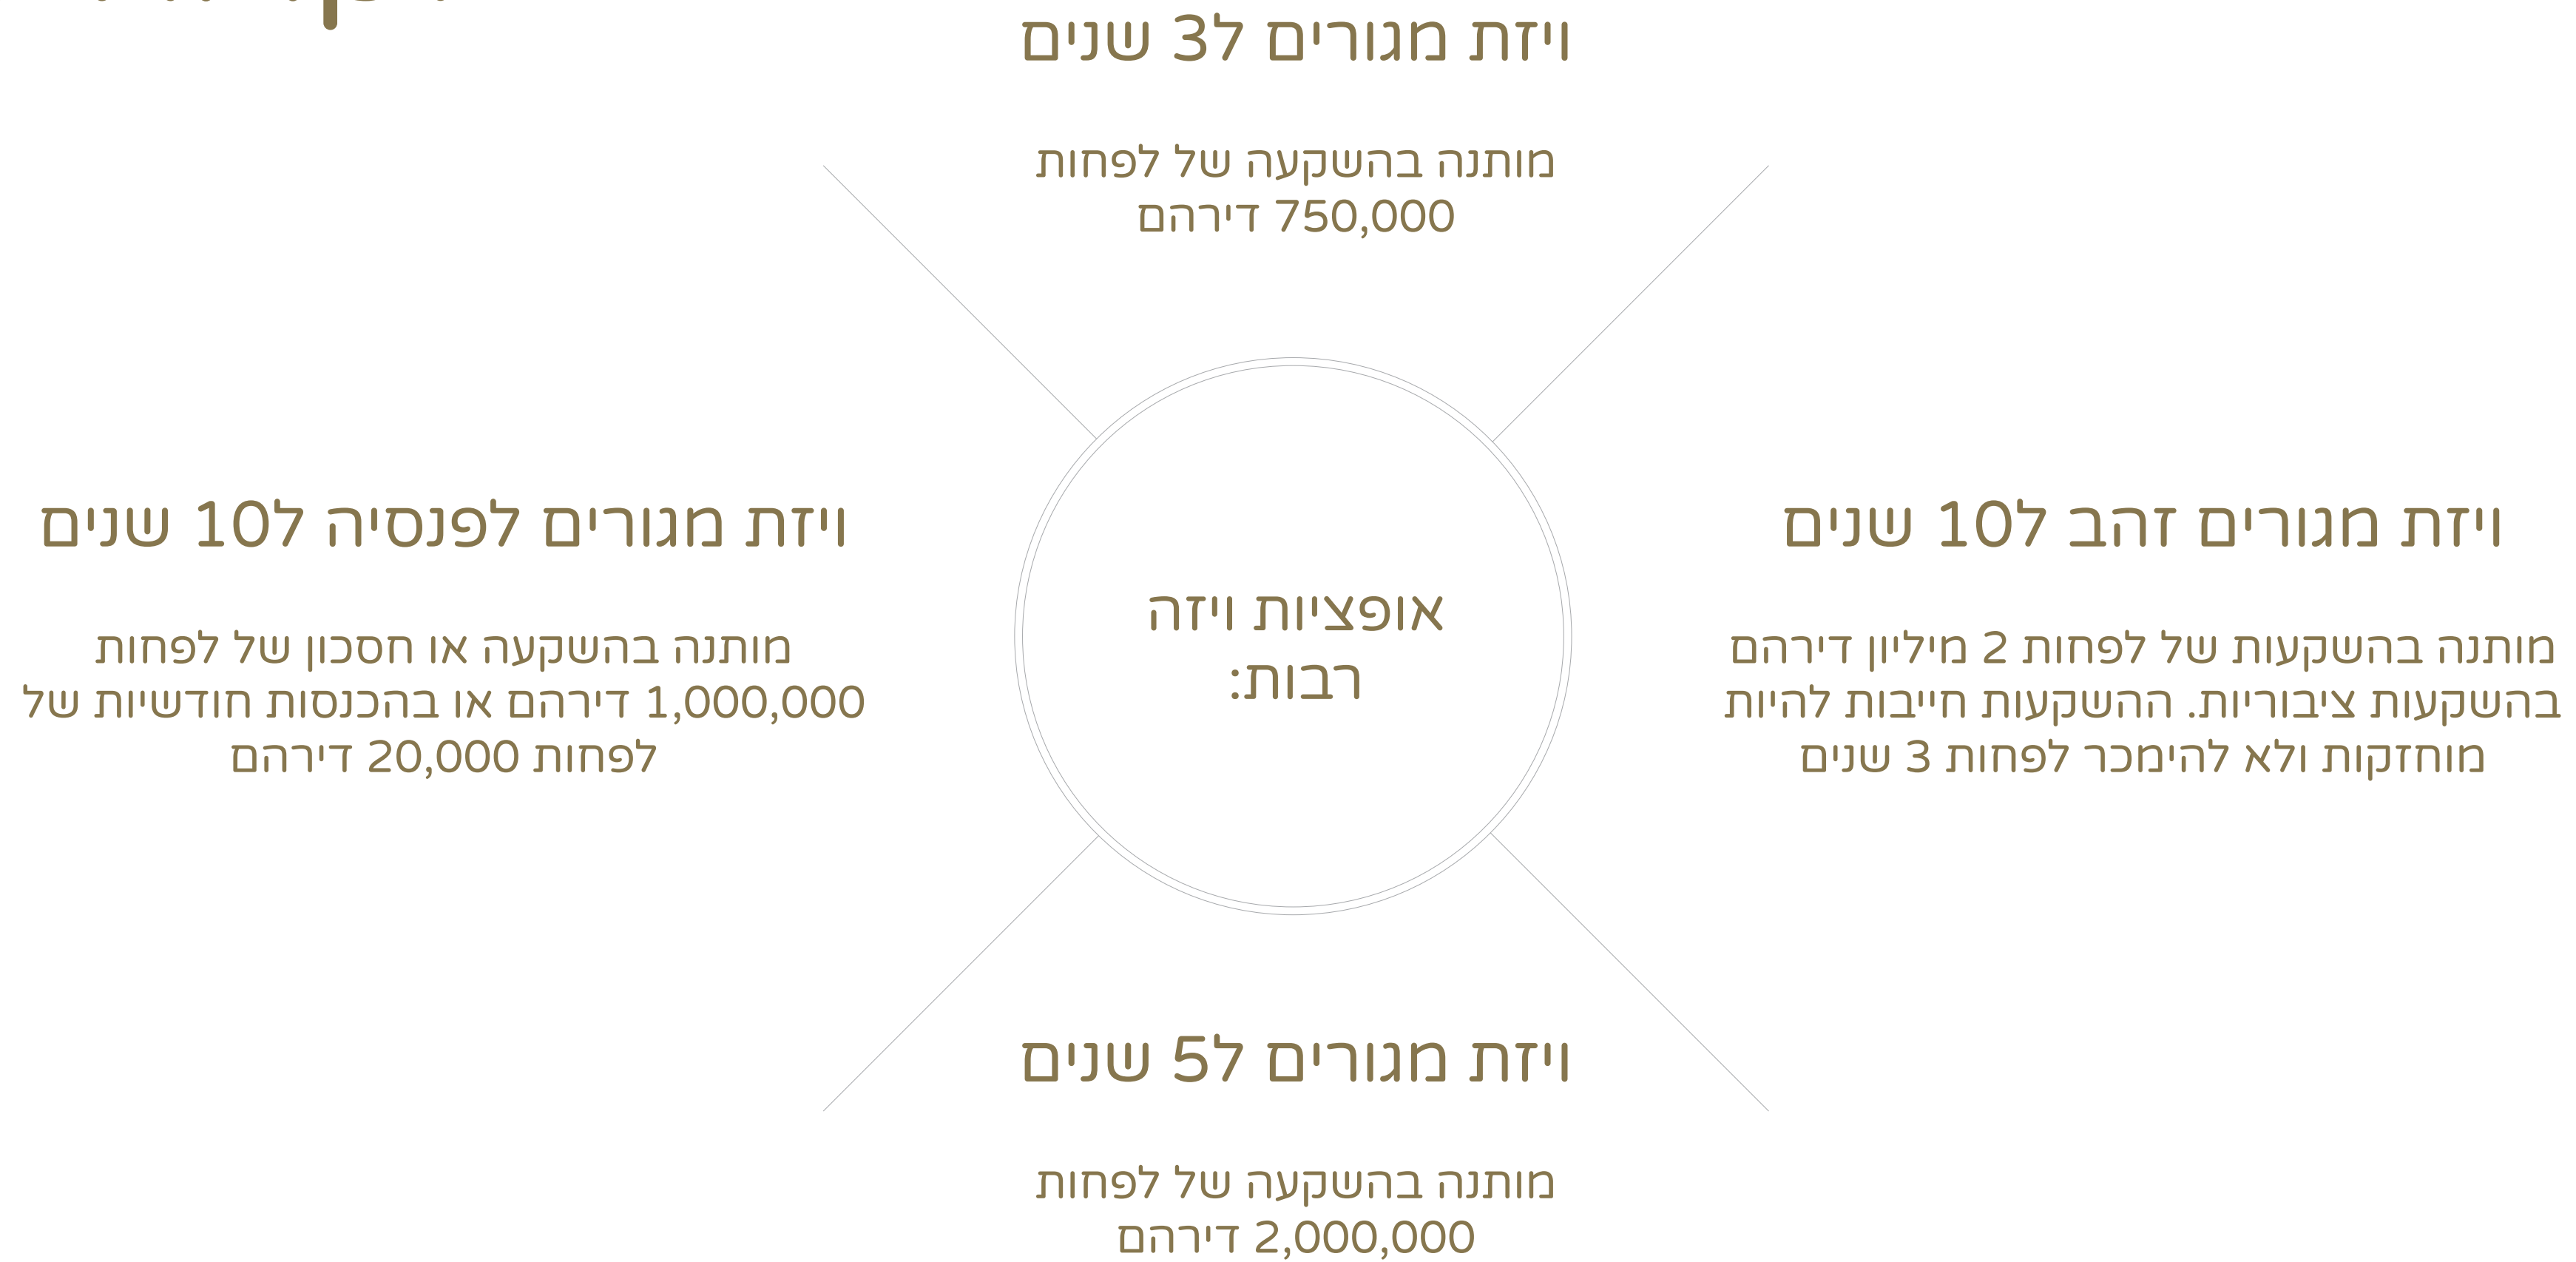 ויזת מגורים ל3 שנים
מותנה בהשקעה של לפחות
750,000 דירהם
ויזת מגורים זהב ל10 שנים
מותנה בהשקעות של לפחות 2 מיליון דירהם
בהשקעות ציבוריות. ההשקעות חייבות להיות
מוחזקות ולא להימכר לפחות 3 שנים
אופציות ויזה
רבות:
ויזת מגורים לפנסיה ל10 שנים
מותנה בהשקעה או חסכון של לפחות
1,000,000 דירהם או בהכנסות חודשיות של
לפחות 20,000 דירהם
ויזת מגורים ל5 שנים
מותנה בהשקעה של לפחות
2,000,000 דירהם